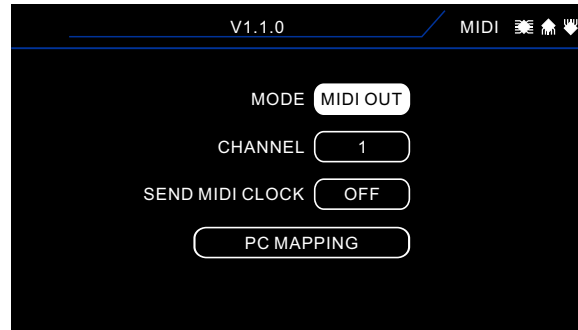 V1.1.0 MIDI
MODE MIDI OUT
CHANNEL 1
SEND MIDI CLOCK OFF
PC MAPPING